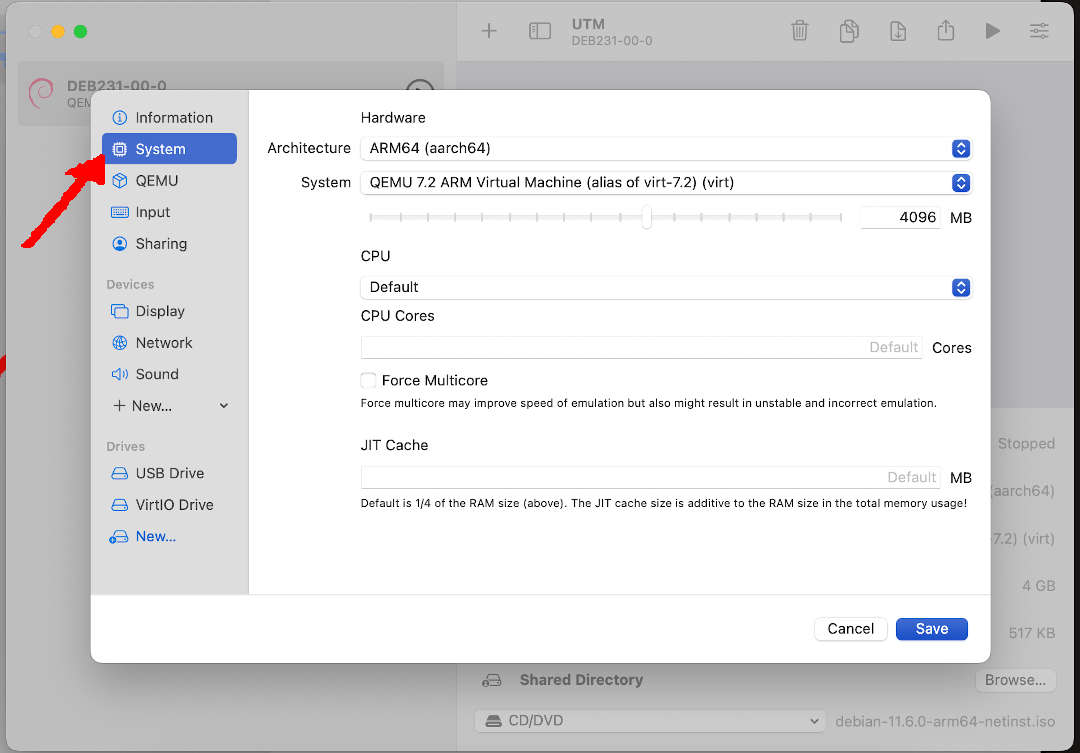 UTM
DEB231-00-0
DEB231-00-0
QEM
Information
System
QEMU
Input
Sharing
Devices
Display
Network
Sound
New...
Drives
USB Drive
VirtIO Drive
New...
Hardware
Architecture ARM64 (aarch64)
System QEMU 7.2 ARM Virtual Machine (alias of virt-7.2) (virt)
4096 MB
CPU
Default
CPU Cores
Default Cores
Force Multicore
Force multicore may improve speed of emulation but also might result in unstable and incorrect emulation.
JIT Cache
Default MB
Default is 1/4 of the RAM size (above). The JIT cache size is additive to the RAM size in the total memory usage!
Cancel Save
Stopped
(aarch64)
-7.2) (virt)
4 GB
517 KB
Shared Directory Browse...
CD/DVD debian-11.6.0-arm64-netinst.iso